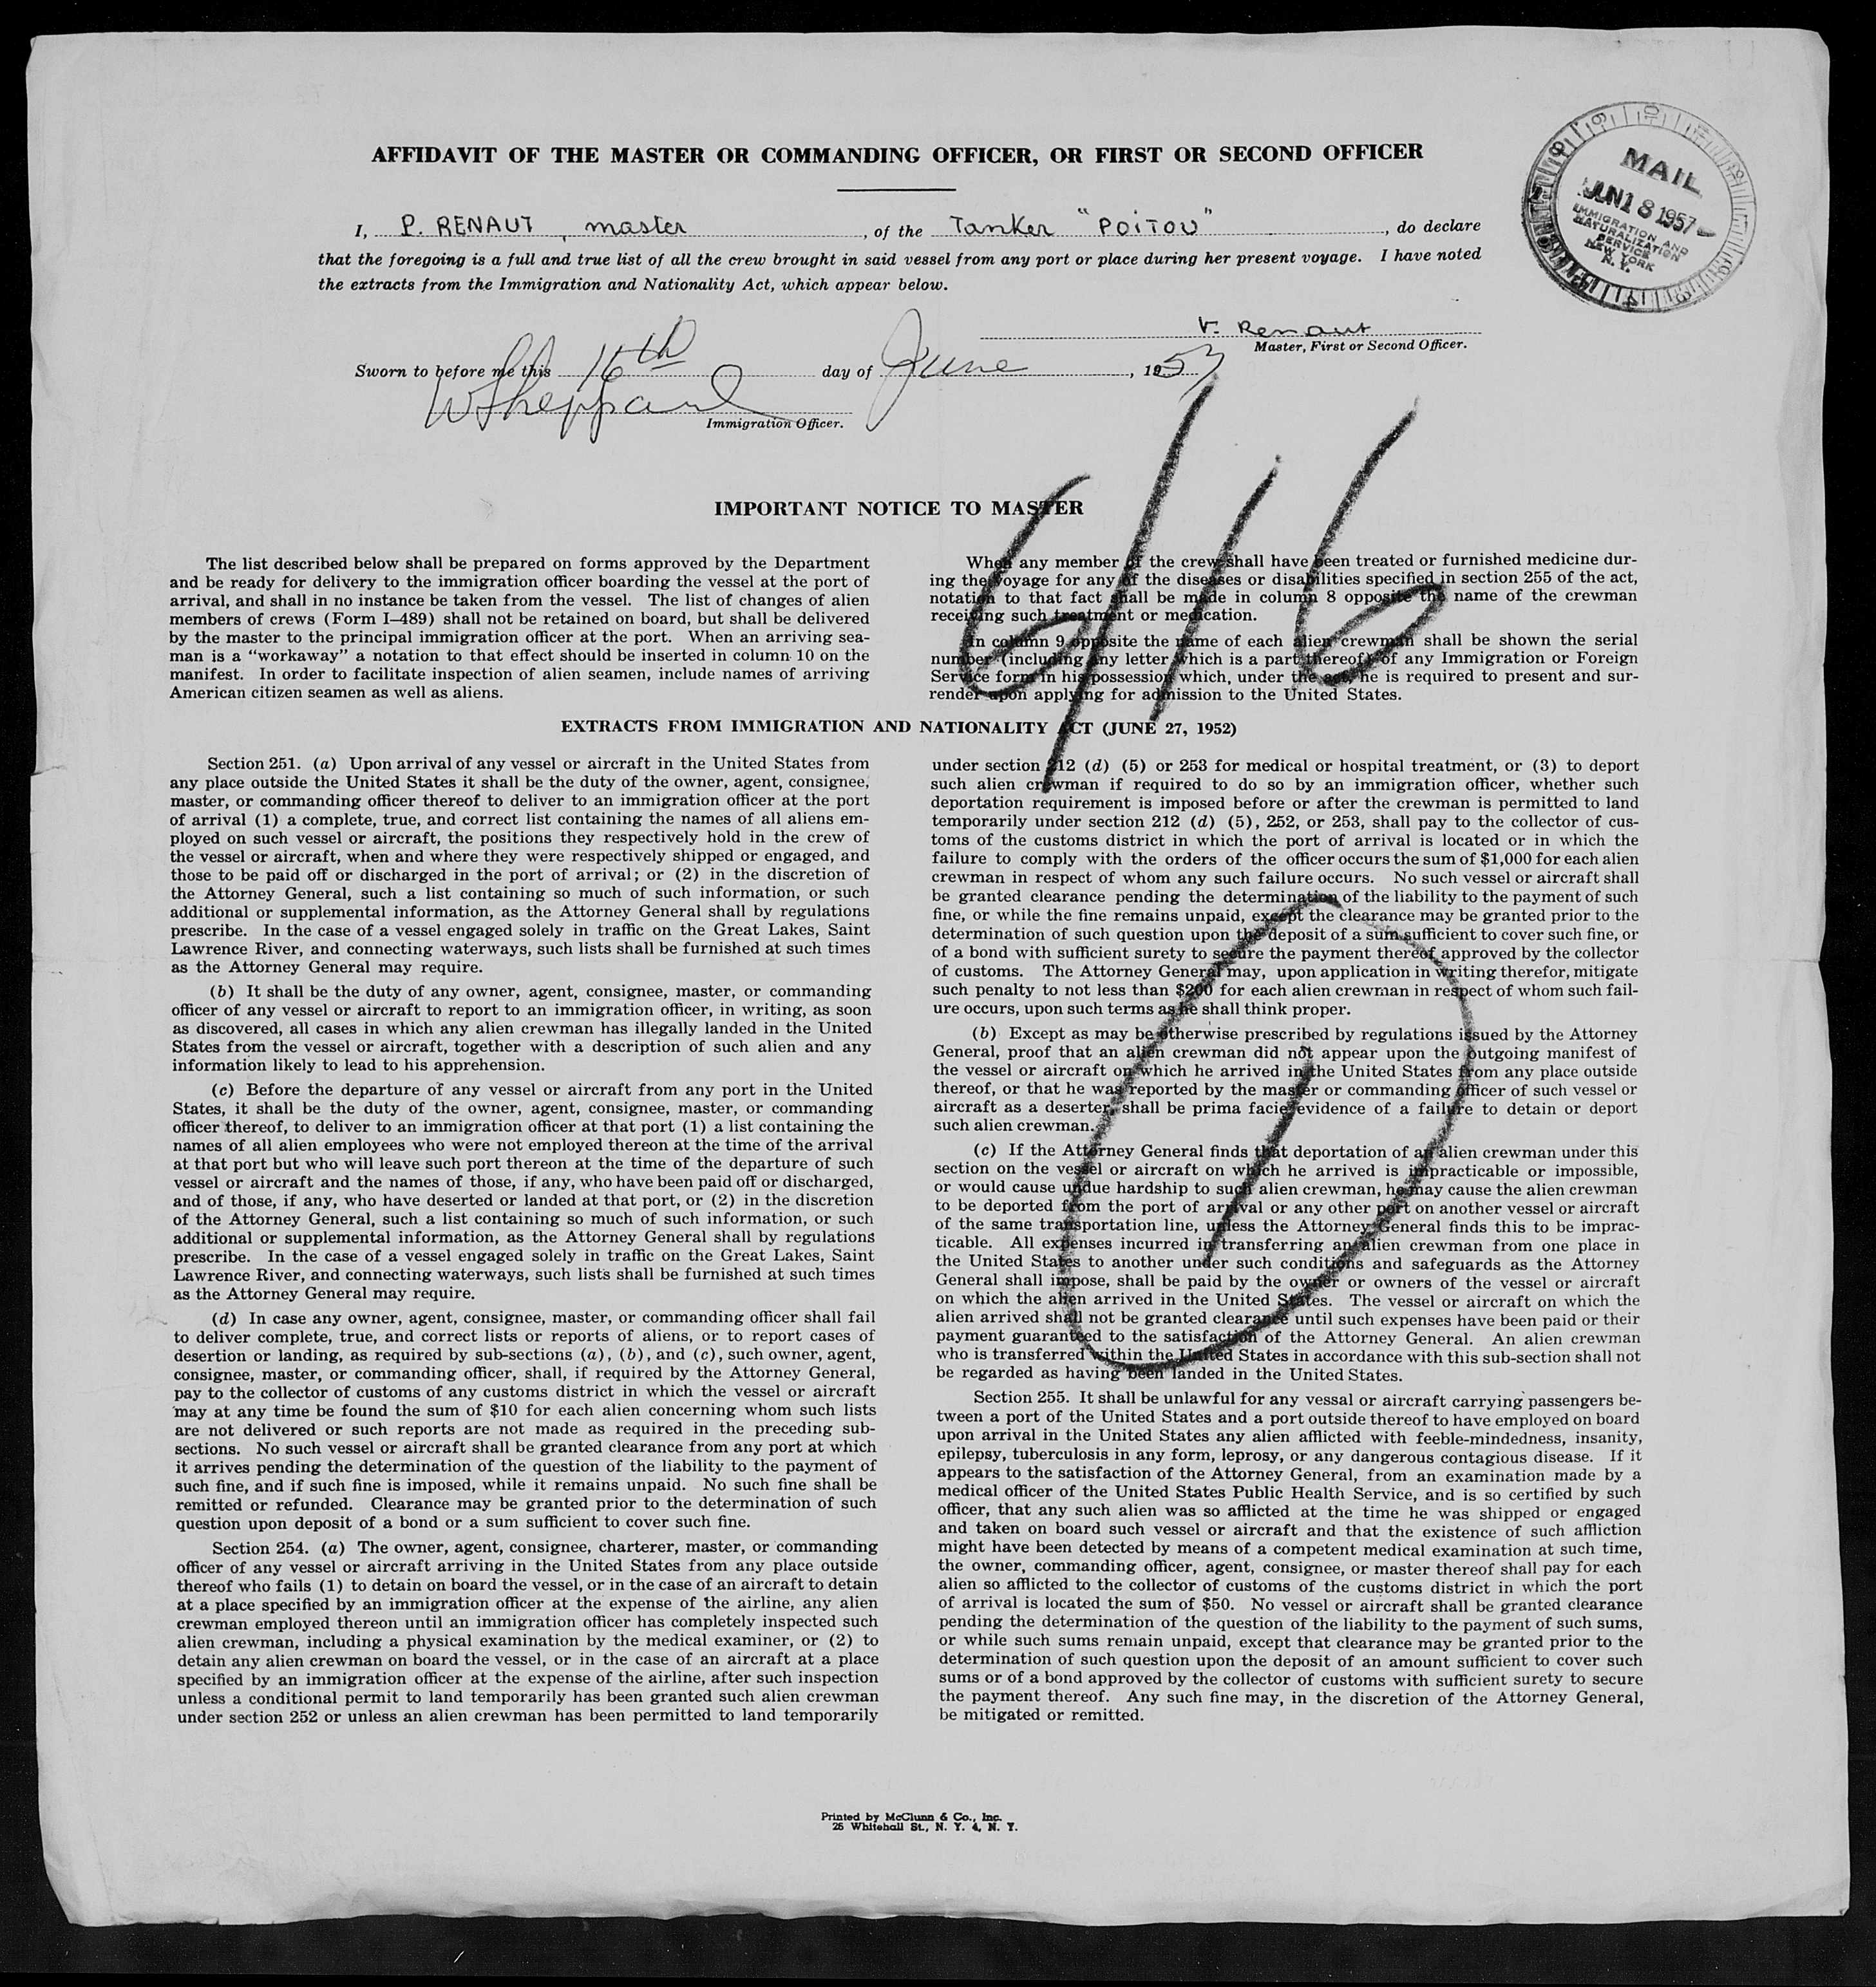 AFFIDAVIT OF THE MASTER OR COMMANDING OFFICER, OR FIRST OR SECOND OFFICER
MAIL
JUN 18 1957
IMMIGRATION AND
NATURALIZATION
SERVICE
NEW YORK
N. Y.
I, P. RENAUT, master, of the Tanker "POITOU", do declare
that the foregoing is a full and true list of all the crew brought in said vessel from any port or place during her present voyage. I have noted
the extracts from the Immigration and Nationality Act, which appear below.
Renaut
Master, First or Second Officer.
Sworn to before me this 16th day of June, 1957
WSheppard
Immigration Officer.
6/16
IMPORTANT NOTICE TO MASTER
The list described below shall be prepared on forms approved by the Department
and be ready for delivery to the immigration officer boarding the vessel at the port of
arrival, and shall in no instance be taken from the vessel. The list of changes of alien
members of crews (Form I–489) shall not be retained on board, but shall be delivered
by the master to the principal immigration officer at the port. When an arriving sea-
man is a "workaway" a notation to that effect should be inserted in column 10 on the
manifest. In order to facilitate inspection of alien seamen, include names of arriving
American citizen seamen as well as aliens.
When any member of the crew shall have been treated or furnished medicine dur-
ing the voyage for any of the diseases or disabilities specified in section 255 of the act,
notation to that fact shall be made in column 8 opposite the name of the crewman
receiving such treatment or medication.
In column 9 opposite the name of each alien crewman shall be shown the serial
number (including any letter which is a part thereof) of any Immigration or Foreign
Service form in his possession which, under the act, he is required to present and sur-
render upon applying for admission to the United States.
EXTRACTS FROM IMMIGRATION AND NATIONALITY ACT (JUNE 27, 1952)
Section 251. (a) Upon arrival of any vessel or aircraft in the United States from
any place outside the United States it shall be the duty of the owner, agent, consignee,
master, or commanding officer thereof to deliver to an immigration officer at the port
of arrival (1) a complete, true, and correct list containing the names of all aliens em-
ployed on such vessel or aircraft, the positions they respectively hold in the crew of
the vessel or aircraft, when and where they were respectively shipped or engaged, and
those to be paid off or discharged in the port of arrival; or (2) in the discretion of
the Attorney General, such a list containing so much of such information, or such
additional or supplemental information, as the Attorney General shall by regulations
prescribe. In the case of a vessel engaged solely in traffic on the Great Lakes, Saint
Lawrence River, and connecting waterways, such lists shall be furnished at such times
as the Attorney General may require.
(b) It shall be the duty of any owner, agent, consignee, master, or commanding
officer of any vessel or aircraft to report to an immigration officer, in writing, as soon
as discovered, all cases in which any alien crewman has illegally landed in the United
States from the vessel or aircraft, together with a description of such alien and any
information likely to lead to his apprehension.
(c) Before the departure of any vessel or aircraft from any port in the United
States, it shall be the duty of the owner, agent, consignee, master, or commanding
officer thereof, to deliver to an immigration officer at that port (1) a list containing the
names of all alien employees who were not employed thereon at the time of the arrival
at that port but who will leave such port thereon at the time of the departure of such
vessel or aircraft and the names of those, if any, who have been paid off or discharged,
and of those, if any, who have deserted or landed at that port, or (2) in the discretion
of the Attorney General, such a list containing so much of such information, or such
additional or supplemental information, as the Attorney General shall by regulations
prescribe. In the case of a vessel engaged solely in traffic on the Great Lakes, Saint
Lawrence River, and connecting waterways, such lists shall be furnished at such times
as the Attorney General may require.
(d) In case any owner, agent, consignee, master, or commanding officer shall fail
to deliver complete, true, and correct lists or reports of aliens, or to report cases of
desertion or landing, as required by sub-sections (a), (b), and (c), such owner, agent,
consignee, master, or commanding officer, shall, if required by the Attorney General,
pay to the collector of customs of any customs district in which the vessel or aircraft
may at any time be found the sum of $10 for each alien concerning whom such lists
are not delivered or such reports are not made as required in the preceding sub-
sections. No such vessel or aircraft shall be granted clearance from any port at which
it arrives pending the determination of the question of the liability to the payment of
such fine, and if such fine is imposed, while it remains unpaid. No such fine shall be
remitted or refunded. Clearance may be granted prior to the determination of such
question upon deposit of a bond or a sum sufficient to cover such fine.
Section 254. (a) The owner, agent, consignee, charterer, master, or commanding
officer of any vessel or aircraft arriving in the United States from any place outside
thereof who fails (1) to detain on board the vessel, or in the case of an aircraft to detain
at a place specified by an immigration officer at the expense of the airline, any alien
crewman employed thereon until an immigration officer has completely inspected such
alien crewman, including a physical examination by the medical examiner, or (2) to
detain any alien crewman on board the vessel, or in the case of an aircraft at a place
specified by an immigration officer at the expense of the airline, after such inspection
unless a conditional permit to land temporarily has been granted such alien crewman
under section 252 or unless an alien crewman has been permitted to land temporarily
under section 212 (d) (5) or 253 for medical or hospital treatment, or (3) to deport
such alien crewman if required to do so by an immigration officer, whether such
deportation requirement is imposed before or after the crewman is permitted to land
temporarily under section 212 (d) (5), 252, or 253, shall pay to the collector of cus-
toms of the customs district in which the port of arrival is located or in which the
failure to comply with the orders of the officer occurs the sum of $1,000 for each alien
crewman in respect of whom any such failure occurs. No such vessel or aircraft shall
be granted clearance pending the determination of the liability to the payment of such
fine, or while the fine remains unpaid, except the clearance may be granted prior to the
determination of such question upon the deposit of a sum sufficient to cover such fine, or
of a bond with sufficient surety to secure the payment thereof approved by the collector
of customs. The Attorney General may, upon application in writing therefor, mitigate
such penalty to not less than $200 for each alien crewman in respect of whom such fail-
ure occurs, upon such terms as he shall think proper.
(b) Except as may be otherwise prescribed by regulations issued by the Attorney
General, proof that an alien crewman did not appear upon the outgoing manifest of
the vessel or aircraft on which he arrived in the United States from any place outside
thereof, or that he was reported by the master or commanding officer of such vessel or
aircraft as a deserter, shall be prima facie evidence of a failure to detain or deport
such alien crewman.
(c) If the Attorney General finds that deportation of an alien crewman under this
section on the vessel or aircraft on which he arrived is impracticable or impossible,
or would cause undue hardship to such alien crewman, he may cause the alien crewman
to be deported from the port of arrival or any other port on another vessel or aircraft
of the same transportation line, unless the Attorney General finds this to be imprac-
ticable. All expenses incurred in transferring an alien crewman from one place in
the United States to another under such conditions and safeguards as the Attorney
General shall impose, shall be paid by the owner or owners of the vessel or aircraft
on which the alien arrived in the United States. The vessel or aircraft on which the
alien arrived shall not be granted clearance until such expenses have been paid or their
payment guaranteed to the satisfaction of the Attorney General. An alien crewman
who is transferred within the United States in accordance with this sub-section shall not
be regarded as having been landed in the United States.
Section 255. It shall be unlawful for any vessal or aircraft carrying passengers be-
tween a port of the United States and a port outside thereof to have employed on board
upon arrival in the United States any alien afflicted with feeble-mindedness, insanity,
epilepsy, tuberculosis in any form, leprosy, or any dangerous contagious disease. If it
appears to the satisfaction of the Attorney General, from an examination made by a
medical officer of the United States Public Health Service, and is so certified by such
officer, that any such alien was so afflicted at the time he was shipped or engaged
and taken on board such vessel or aircraft and that the existence of such affliction
might have been detected by means of a competent medical examination at such time,
the owner, commanding officer, agent, consignee, or master thereof shall pay for each
alien so afflicted to the collector of customs of the customs district in which the port
of arrival is located the sum of $50. No vessel or aircraft shall be granted clearance
pending the determination of the question of the liability to the payment of such sums,
or while such sums remain unpaid, except that clearance may be granted prior to the
determination of such question upon the deposit of an amount sufficient to cover such
sums or of a bond approved by the collector of customs with sufficient surety to secure
the payment thereof. Any such fine may, in the discretion of the Attorney General,
be mitigated or remitted.
1
Printed by McClunn & Co., Inc.
25 Whitehall St., N. Y. 4, N. Y.